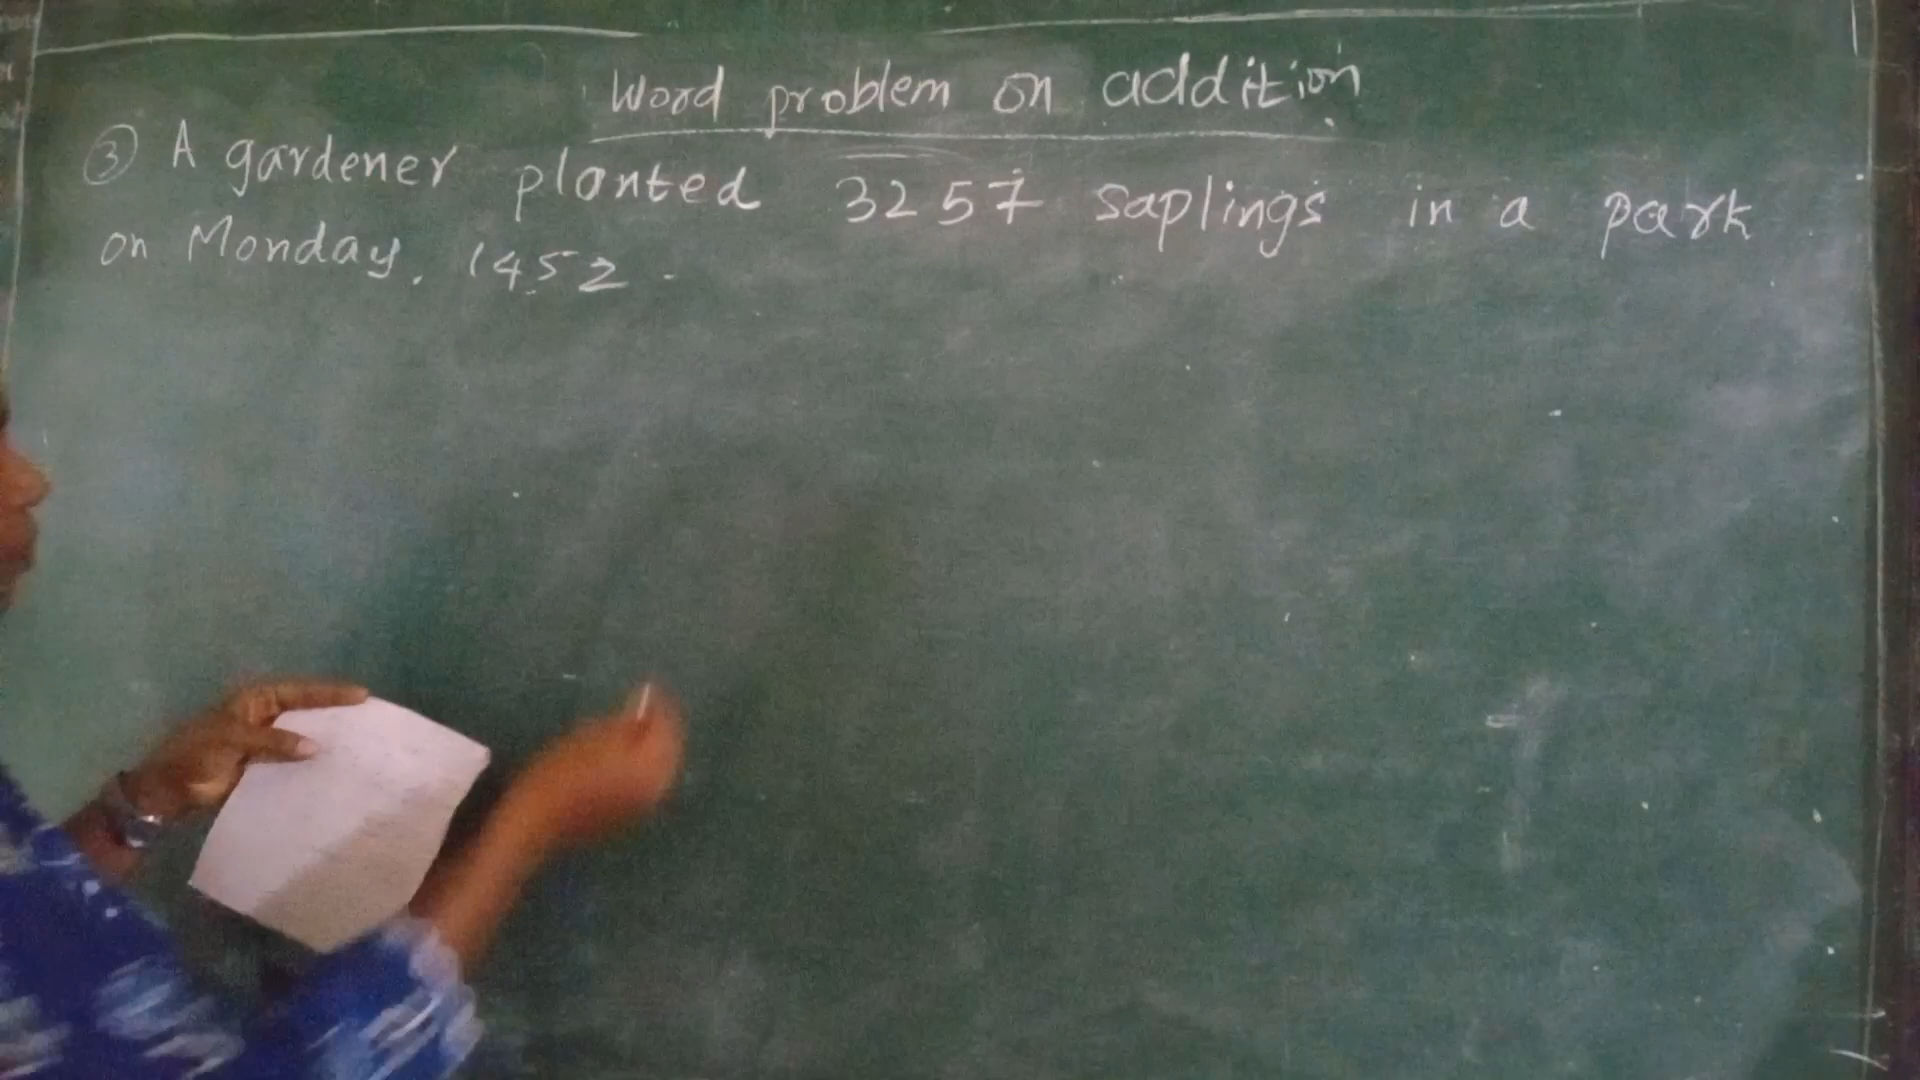 Word problem on addition
③ A gardener planted 3257 saplings in a park
on Monday. 1452